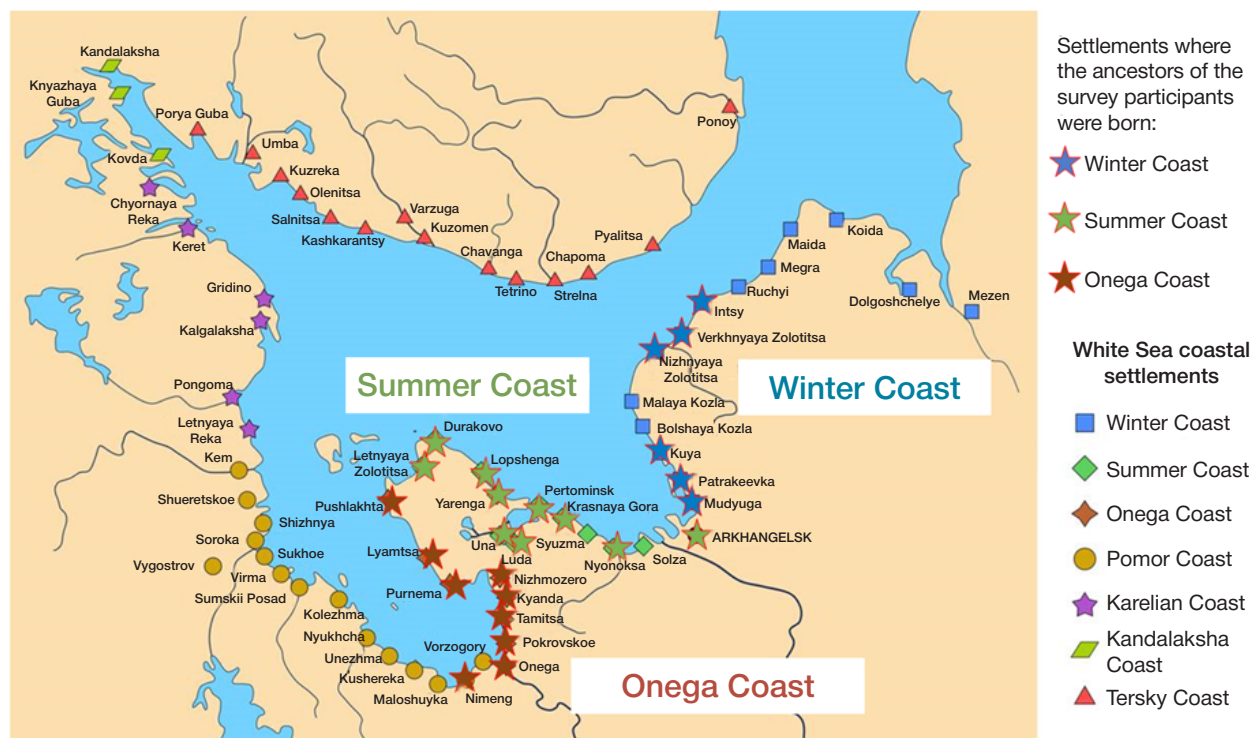 Kandalaksha
Knyazhaya
Guba
Porya Guba
Umba
Kovda
Kuzreka
Olenitsa
Chyornaya
Reka
Salnitsa
Varzuga
Keret
Kashkarantsy
Kuzomen
Chavanga
Chapoma
Pyalitsa
Tetrino
Strelna
Ponoy
Koida
Maida
Megra
Ruchyi
Dolgoshchelye
Mezen
Intsy
Verkhnyaya Zolotitsa
Nizhnyaya
Zolotitsa
Gridino
Kalgalaksha
Pongoma
Summer Coast
Winter Coast
Malaya Kozla
Bolshaya Kozla
Letnyaya
Reka
Durakovo
Kuya
Kem
Letnyaya
Zolotitsa
Lopshenga
Patrakeevka
Shueretskoe
Pushlakhta
Yarenga
Pertominsk
Krasnaya Gora
Mudyuga
Shizhnya
ARKHANGELSK
Soroka
Una
Syuzma
Sukhoe
Lyamtsa
Luda
Nyonoksa
Solza
Vygostrov
Virma
Nizhmozero
Sumskii Posad
Purnema
Kyanda
Kolezhma
Tamitsa
Nyukhcha
Vorzogory
Pokrovskoe
Unezhma
Onega
Kushereka
Onega Coast
Maloshuyka
Nimeng
Settlements where
the ancestors of the
survey participants
were born:
Winter Coast
Summer Coast
Onega Coast
White Sea coastal
settlements
Winter Coast
Summer Coast
Onega Coast
Pomor Coast
Karelian Coast
Kandalaksha
Coast
Tersky Coast